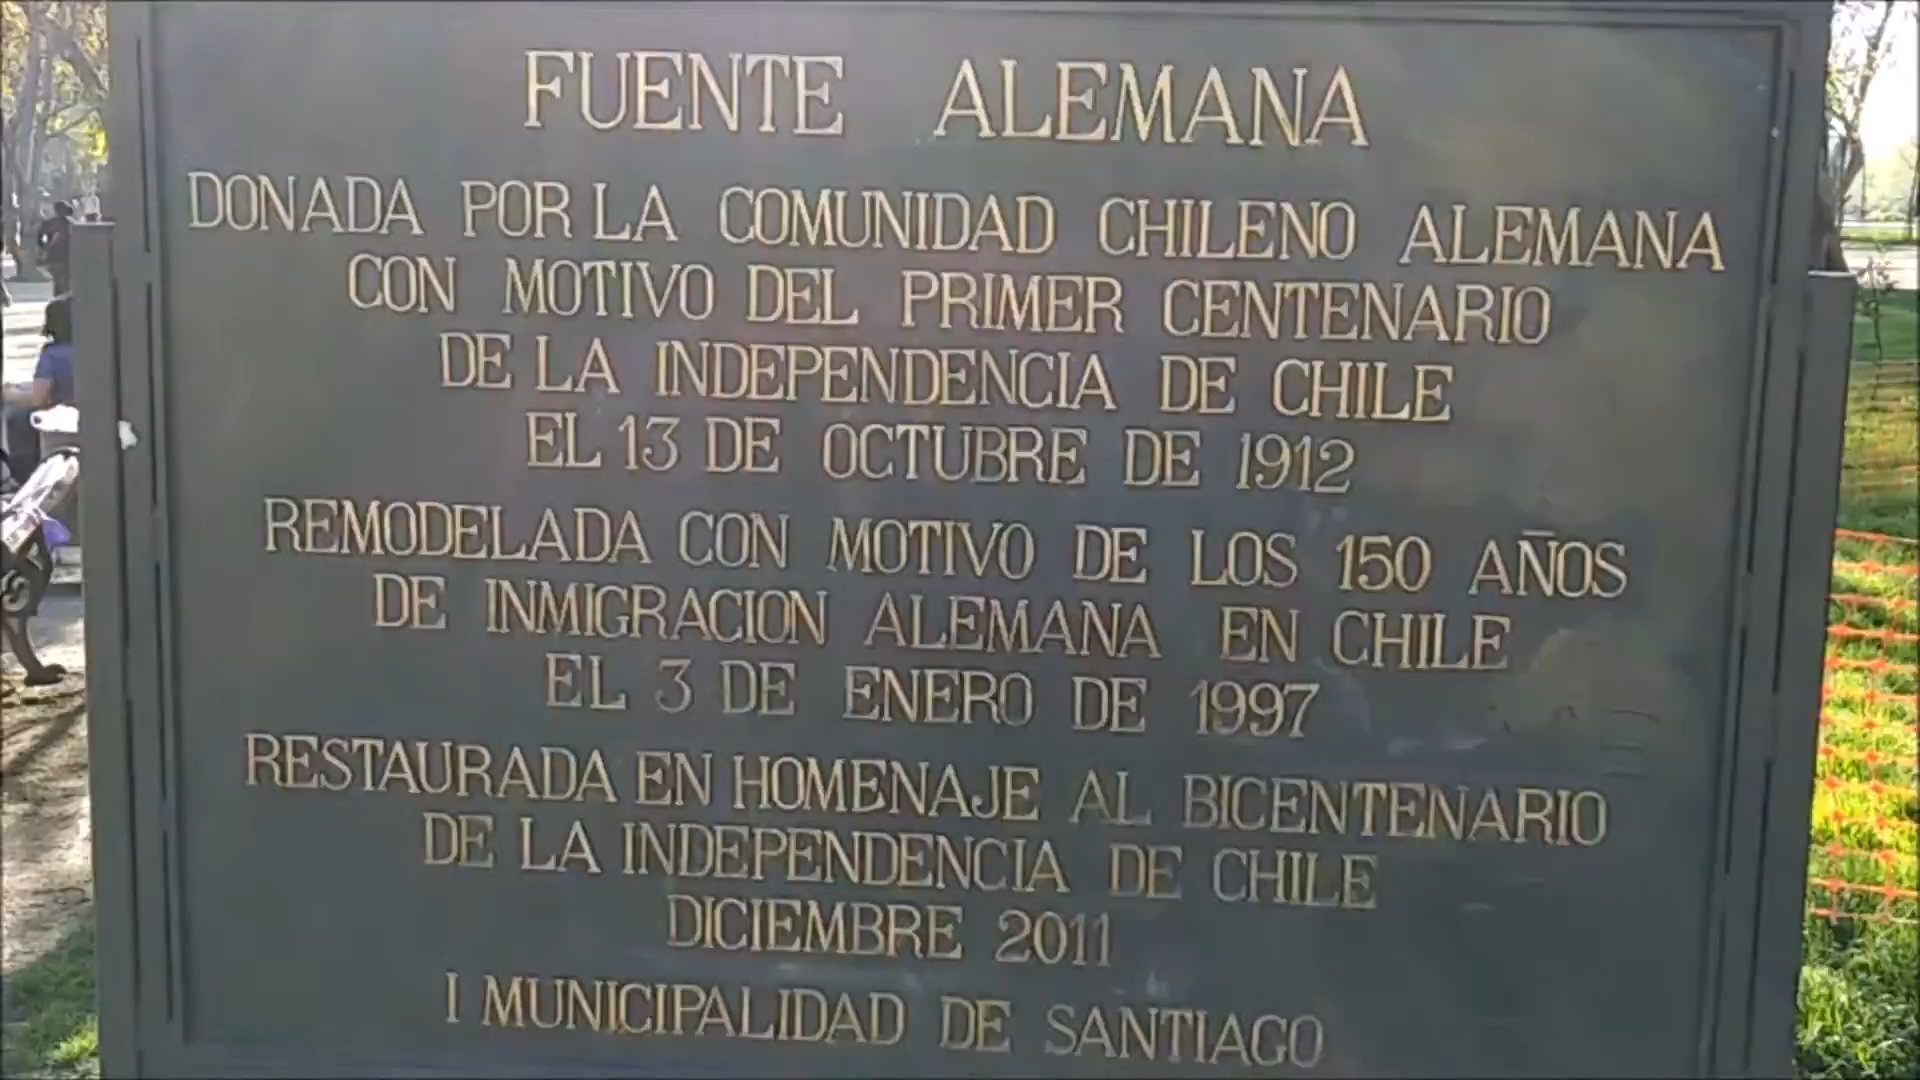 FUENTE ALEMANA
DONADA POR LA COMUNIDAD CHILENO ALEMANA
CON MOTIVO DEL PRIMER CENTENARIO
DE LA INDEPENDENCIA DE CHILE
EL 13 DE OCTUBRE DE 1912
REMODELADA CON MOTIVO DE LOS 150 AÑOS
DE INMIGRACION ALEMANA EN CHILE
EL 3 DE ENERO DE 1997
RESTAURADA EN HOMENAJE AL BICENTENARIO
DE LA INDEPENDENCIA DE CHILE
DICIEMBRE 2011
I MUNICIPALIDAD DE SANTIAGO